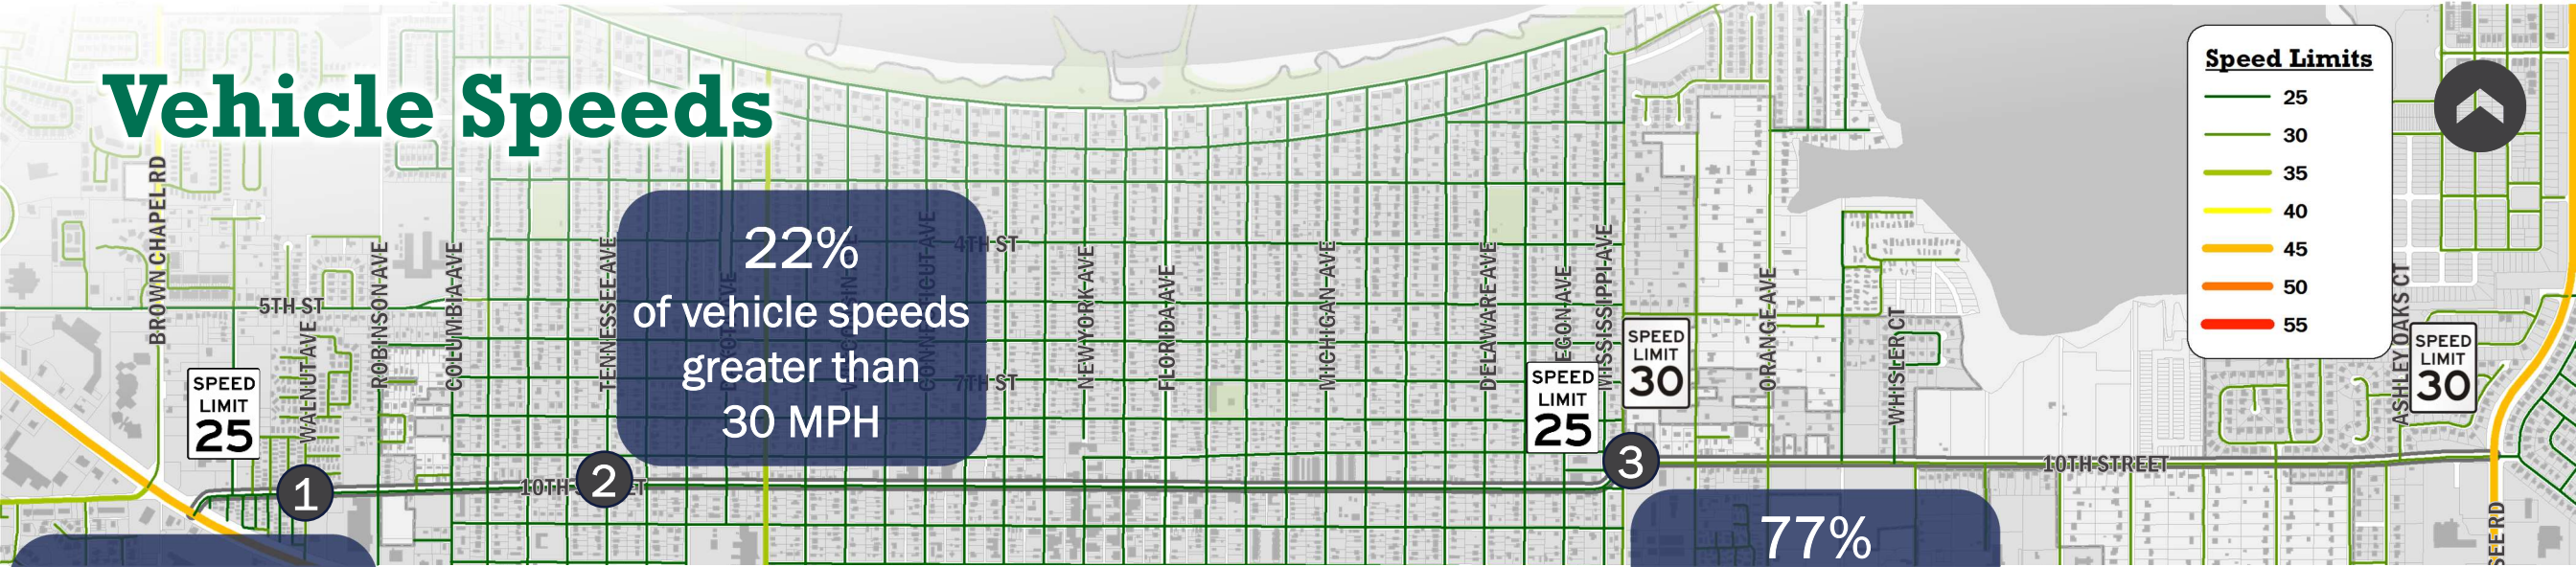 Vehicle Speeds
Speed Limits
25
30
35
40
45
50
55
BROWN CHAPEL RD
5TH ST
WALNUT AVE
ROBINSON AVE
COLUMBIA AVE
TENNESSEE AVE
22%
of vehicle speeds
greater than
30 MPH
4TH ST
7TH ST
NEW YORK AVE
FLORIDA AVE
MICHIGAN AVE
DELAWARE AVE
MISSISSIPPI AVE
ORANGE AVE
WHISLER CT
ASHLEY OAKS CT
SPEED
LIMIT
25
SPEED
LIMIT
25
SPEED
LIMIT
30
SPEED
LIMIT
30
1
2
3
10TH STREET
77%